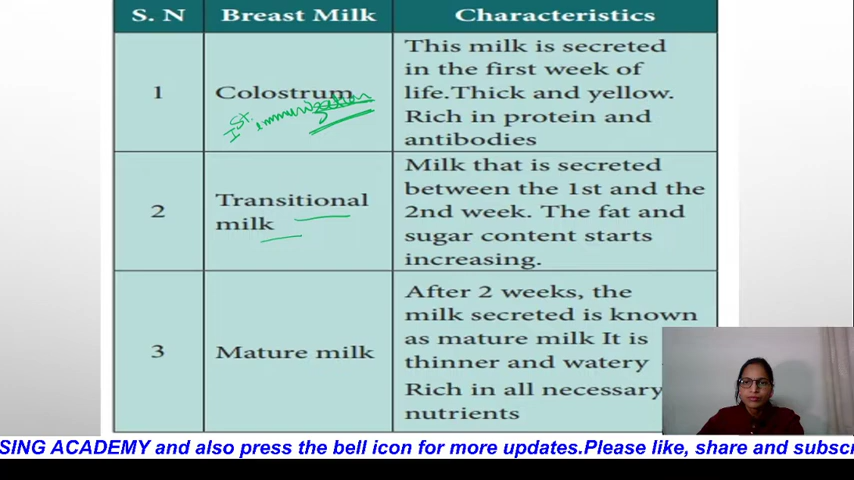 S. N Breast Milk Characteristics
1 Colostrum This milk is secreted
in the first week of
life.Thick and yellow.
Rich in protein and
antibodies
Ist. immunization
2 Transitional milk Milk that is secreted
between the 1st and the
2nd week. The fat and
sugar content starts
increasing.
3 Mature milk After 2 weeks, the
milk secreted is known
as mature milk It is
thinner and watery
Rich in all necessary
nutrients
SING ACADEMY and also press the bell icon for more updates.Please like, share and subscr